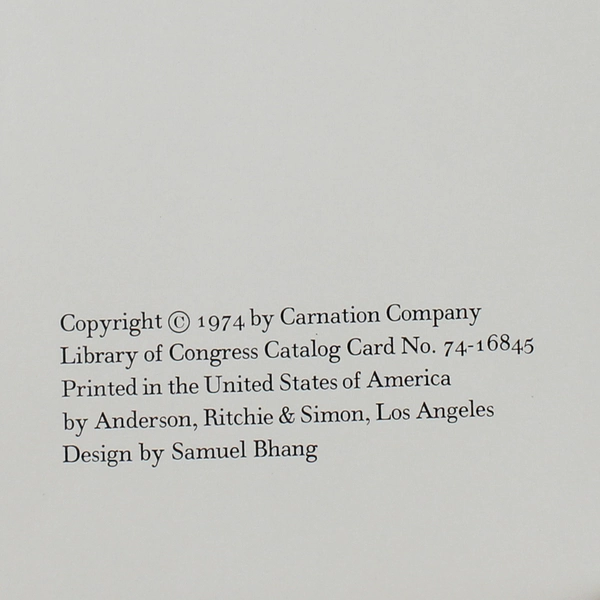 Copyright © 1974 by Carnation Company
Library of Congress Catalog Card No. 74-16845
Printed in the United States of America
by Anderson, Ritchie & Simon, Los Angeles
Design by Samuel Bhang